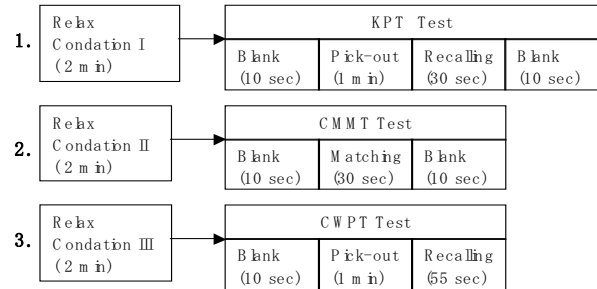 1.
Relax
Condation I
(2 min)
KPT Test
Blank
(10 sec)
Pick-out
(1 min)
Recalling
(30 sec)
Blank
(10 sec)
2.
Relax
Condation II
(2 min)
CMMT Test
Blank
(10 sec)
Matching
(30 sec)
Blank
(10 sec)
3.
Relax
Condation III
(2 min)
CWPT Test
Blank
(10 sec)
Pick-out
(1 min)
Recalling
(55 sec)